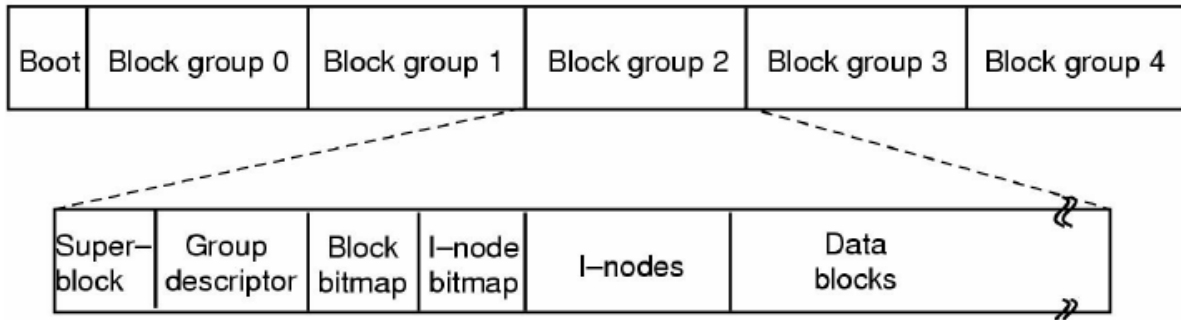 Boot Block group 0 Block group 1 Block group 2 Block group 3 Block group 4
Super–
block
Group
descriptor
Block
bitmap
I–node
bitmap
I–nodes
Data
blocks